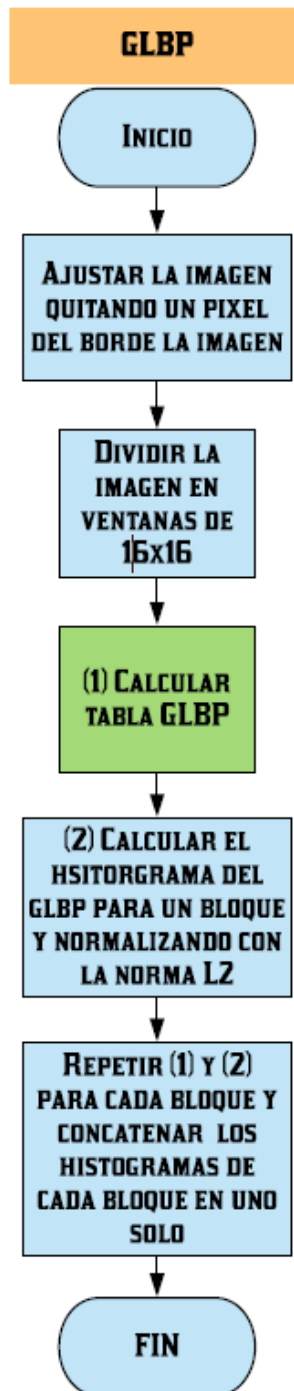 GLBP
INICIO
AJUSTAR LA IMAGEN
QUITANDO UN PIXEL
DEL BORDE LA IMAGEN
DIVIDIR LA
IMAGEN EN
VENTANAS DE
16X16
(1) CALCULAR
TABLA GLBP
(2) CALCULAR EL
HSITORGRAMA DEL
GLBP PARA UN BLOQUE
Y NORMALIZANDO CON
LA NORMA L2
REPETIR (1) Y (2)
PARA CADA BLOQUE Y
CONCATENAR LOS
HISTOGRAMAS DE
CADA BLOQUE EN UNO
SOLO
FIN